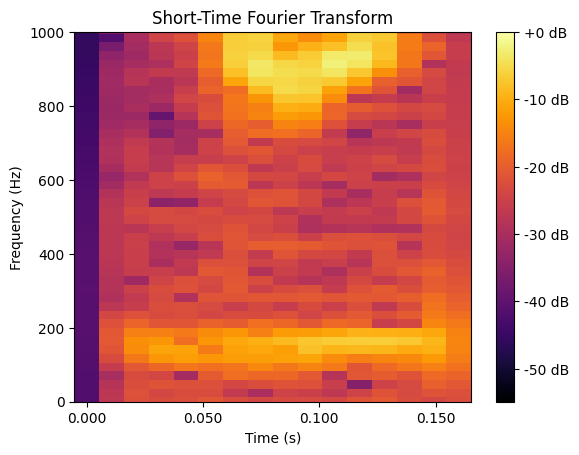 Short-Time Fourier Transform
1000
800
600
400
200
0
Frequency (Hz)
0.000
0.050
0.100
0.150
Time (s)
+0 dB
-10 dB
-20 dB
-30 dB
-40 dB
-50 dB